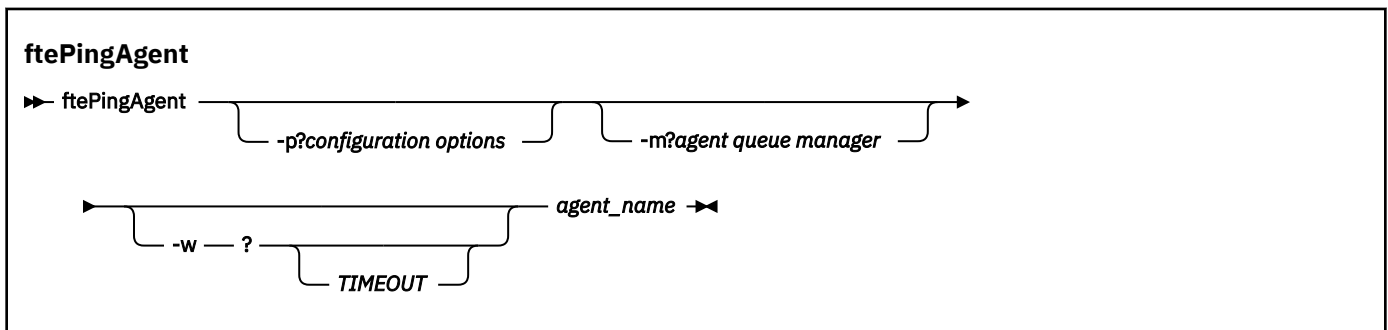 ftePingAgent
ftePingAgent
-p?configuration options -m?agent queue manager
agent_name
-w ?
TIMEOUT